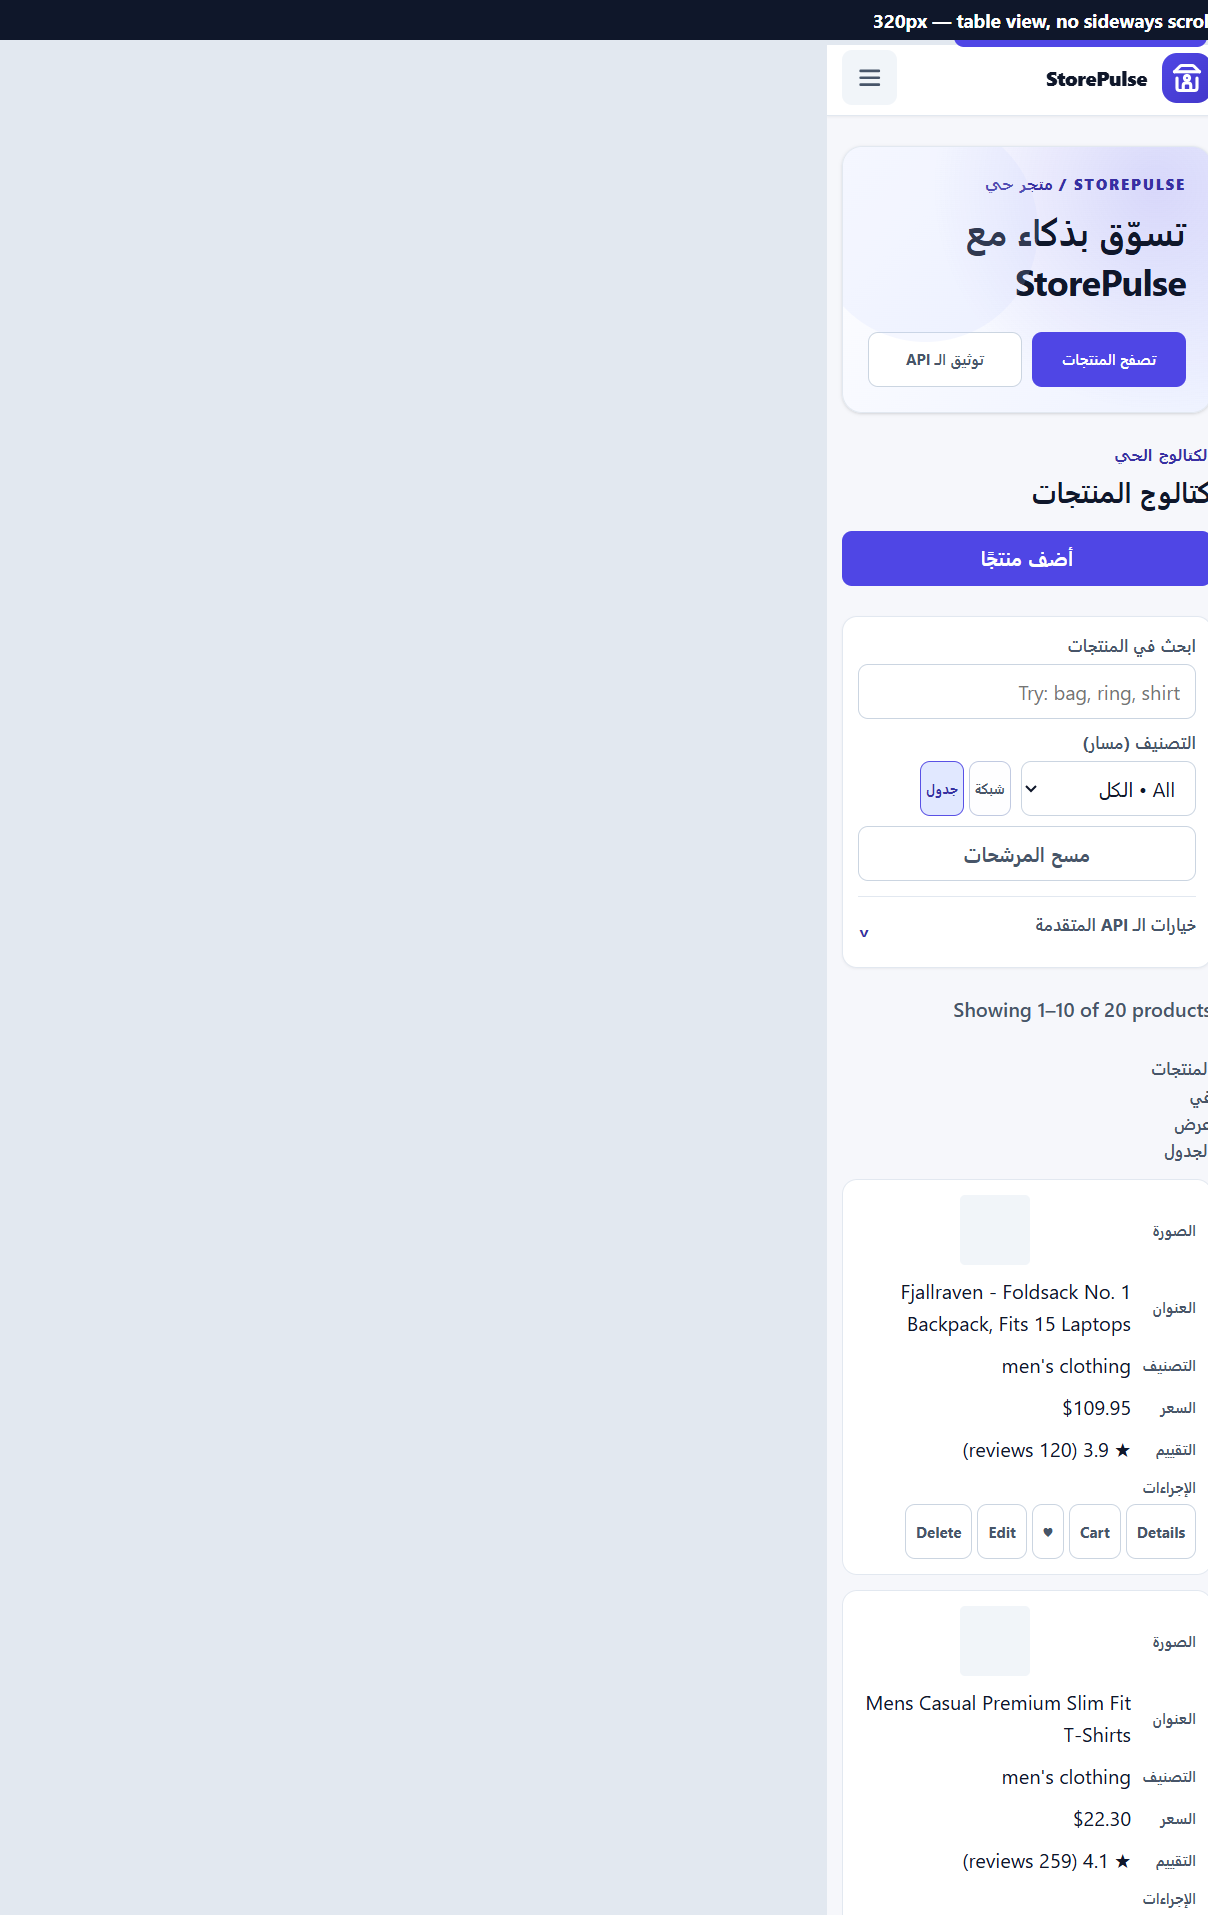 320px — table view, no sideways scrol
StorePulse
STOREPULSE / متجر حي
تسوّق بذكاء مع
StorePulse
تصفح المنتجات
توثيق الـ API
لكتالوج الحي
كتالوج المنتجات
أضف منتجًا
ابحث في المنتجات
Try: bag, ring, shirt
التصنيف (مسار)
All • الكل
شبكة
جدول
مسح المرشحات
خيارات الـ API المتقدمة
Showing 1–10 of 20 products
لمنتجات
في
عرض
لجدول
الصورة
العنوان
Fjallraven - Foldsack No. 1
Backpack, Fits 15 Laptops
التصنيف men's clothing
السعر $109.95
التقييم ★ 3.9 (120 reviews)
الإجراءات
Details
Cart
♥
Edit
Delete
الصورة
العنوان
Mens Casual Premium Slim Fit
T-Shirts
التصنيف men's clothing
السعر $22.30
التقييم ★ 4.1 (259 reviews)
الإجراءات